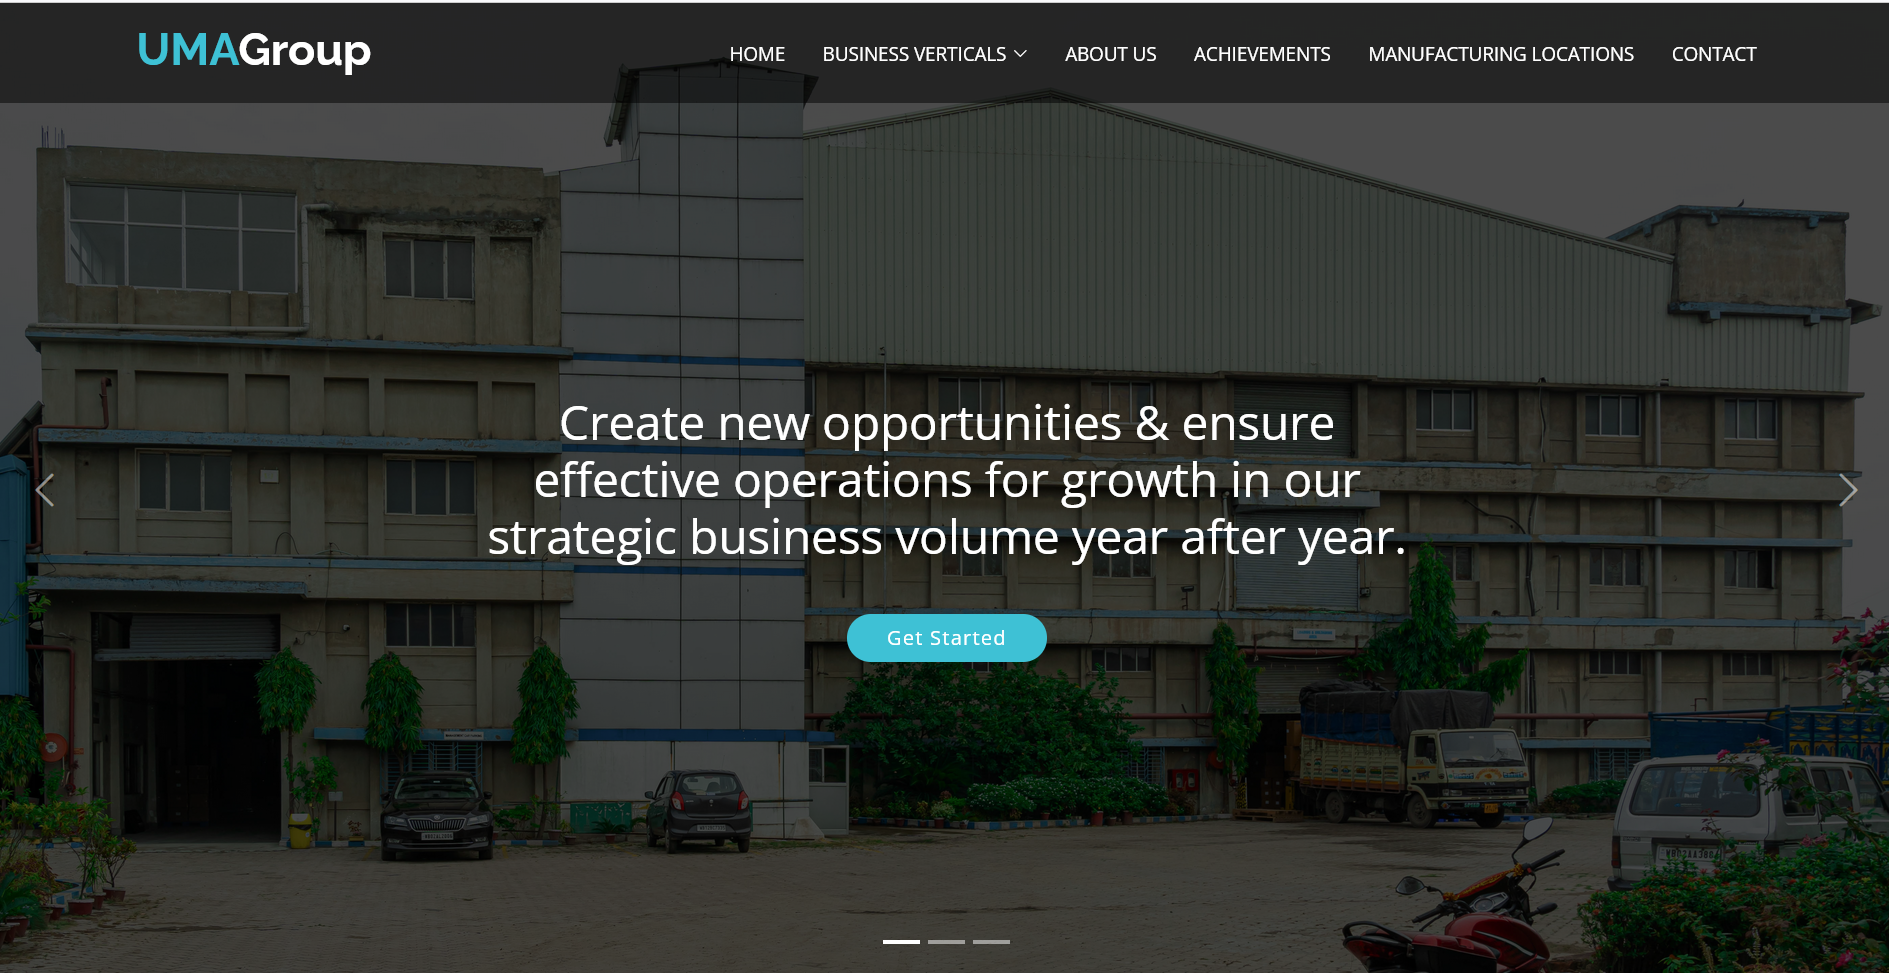 UMAGroup
HOME BUSINESS VERTICALS ABOUT US ACHIEVEMENTS MANUFACTURING LOCATIONS CONTACT
Create new opportunities & ensure
effective operations for growth in our
strategic business volume year after year.
Get Started